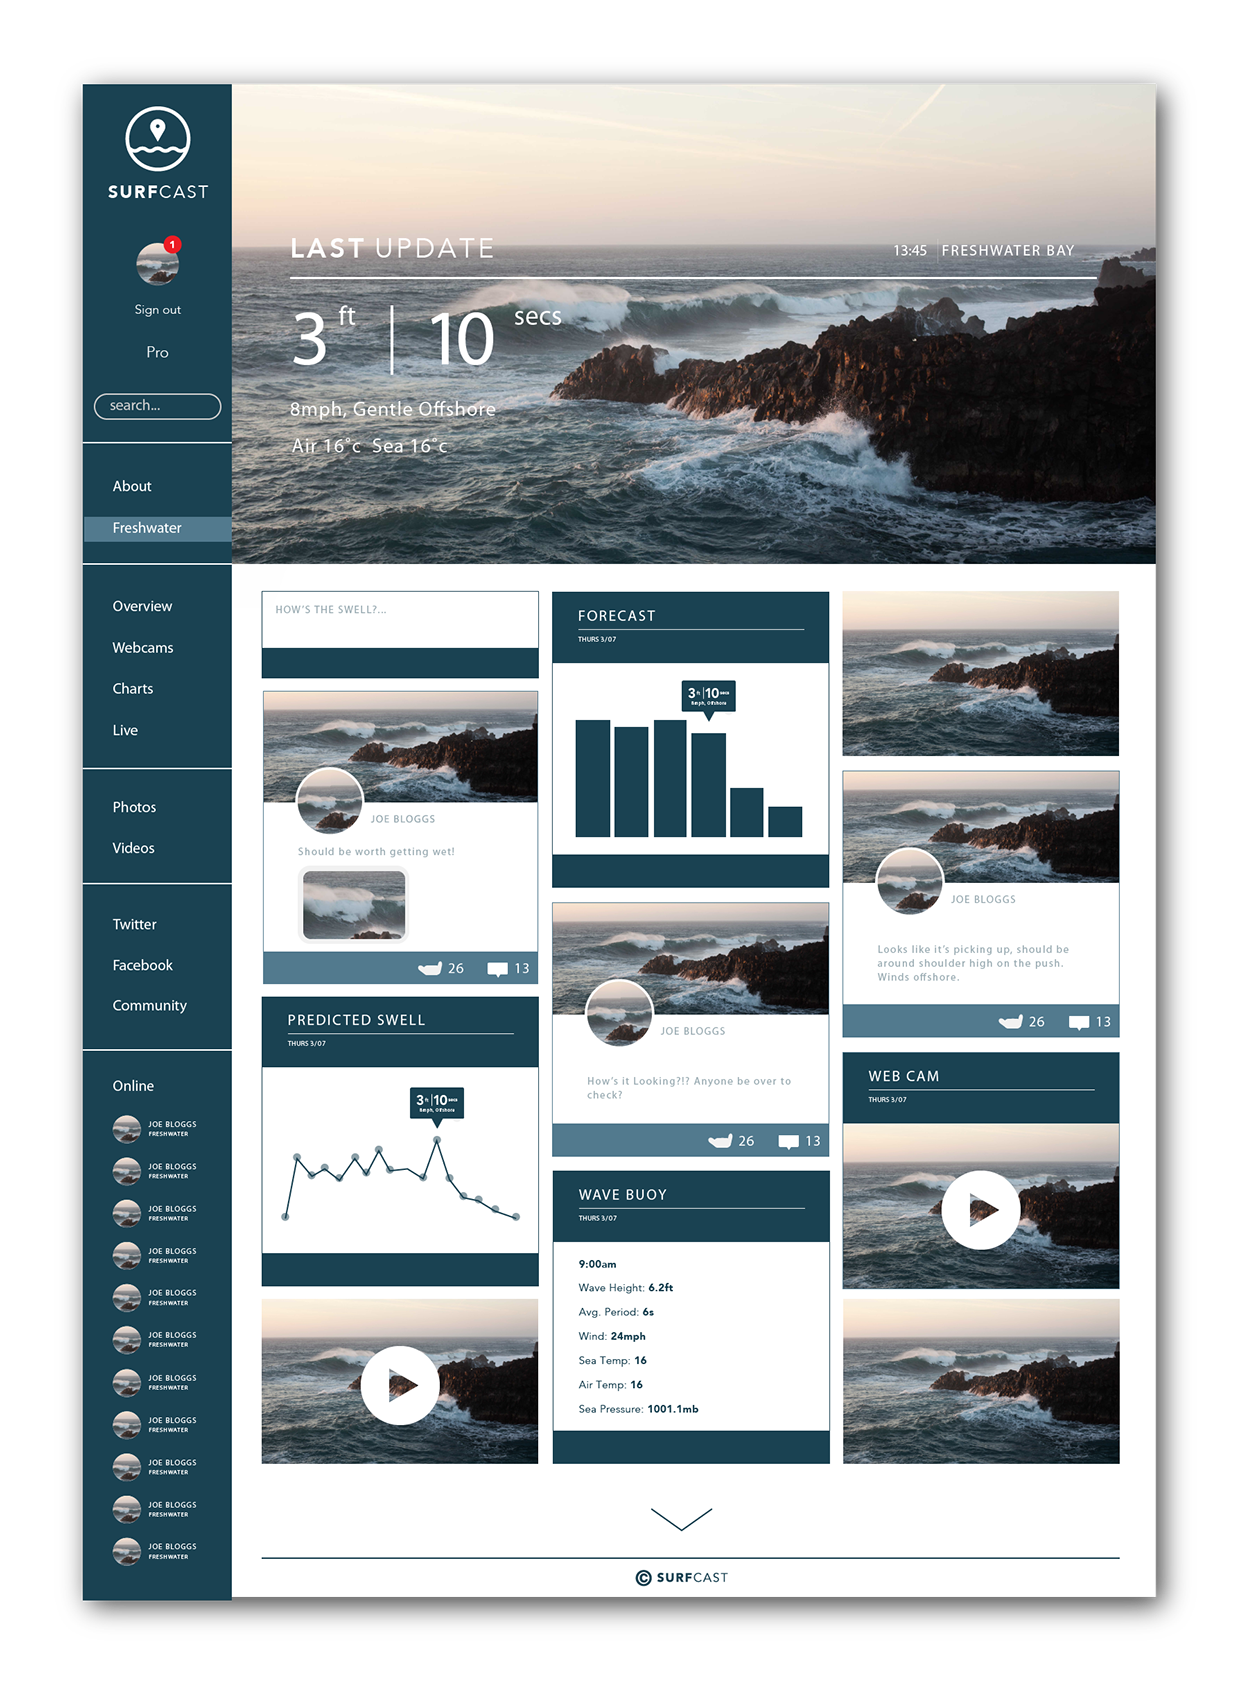 SURFCAST
1
Sign out
Pro
search...
About
Freshwater
Overview
Webcams
Charts
Live
Photos
Videos
Twitter
Facebook
Community
Online
JOE BLOGGS
FRESHWATER
JOE BLOGGS
FRESHWATER
JOE BLOGGS
FRESHWATER
JOE BLOGGS
FRESHWATER
JOE BLOGGS
FRESHWATER
JOE BLOGGS
FRESHWATER
JOE BLOGGS
FRESHWATER
JOE BLOGGS
FRESHWATER
JOE BLOGGS
FRESHWATER
JOE BLOGGS
FRESHWATER
JOE BLOGGS
FRESHWATER
LAST UPDATE
13:45 FRESHWATER BAY
3 ft | 10 secs
8mph, Gentle Offshore
Air 16°c Sea 16°c
HOW'S THE SWELL?...
JOE BLOGGS
Should be worth getting wet!
26 13
PREDICTED SWELL
THURS 3/07
3 ft | 10 secs
8mph, Offshore
FORECAST
THURS 3/07
3 ft | 10 secs
8mph, Offshore
JOE BLOGGS
How's it Looking?!? Anyone be over to
check?
26 13
WAVE BUOY
THURS 3/07
9:00am
Wave Height: 6.2ft
Avg. Period: 6s
Wind: 24mph
Sea Temp: 16
Air Temp: 16
Sea Pressure: 1001.1mb
JOE BLOGGS
Looks like it's picking up, should be
around shoulder high on the push.
Winds offshore.
26 13
WEB CAM
THURS 3/07
© SURFCAST